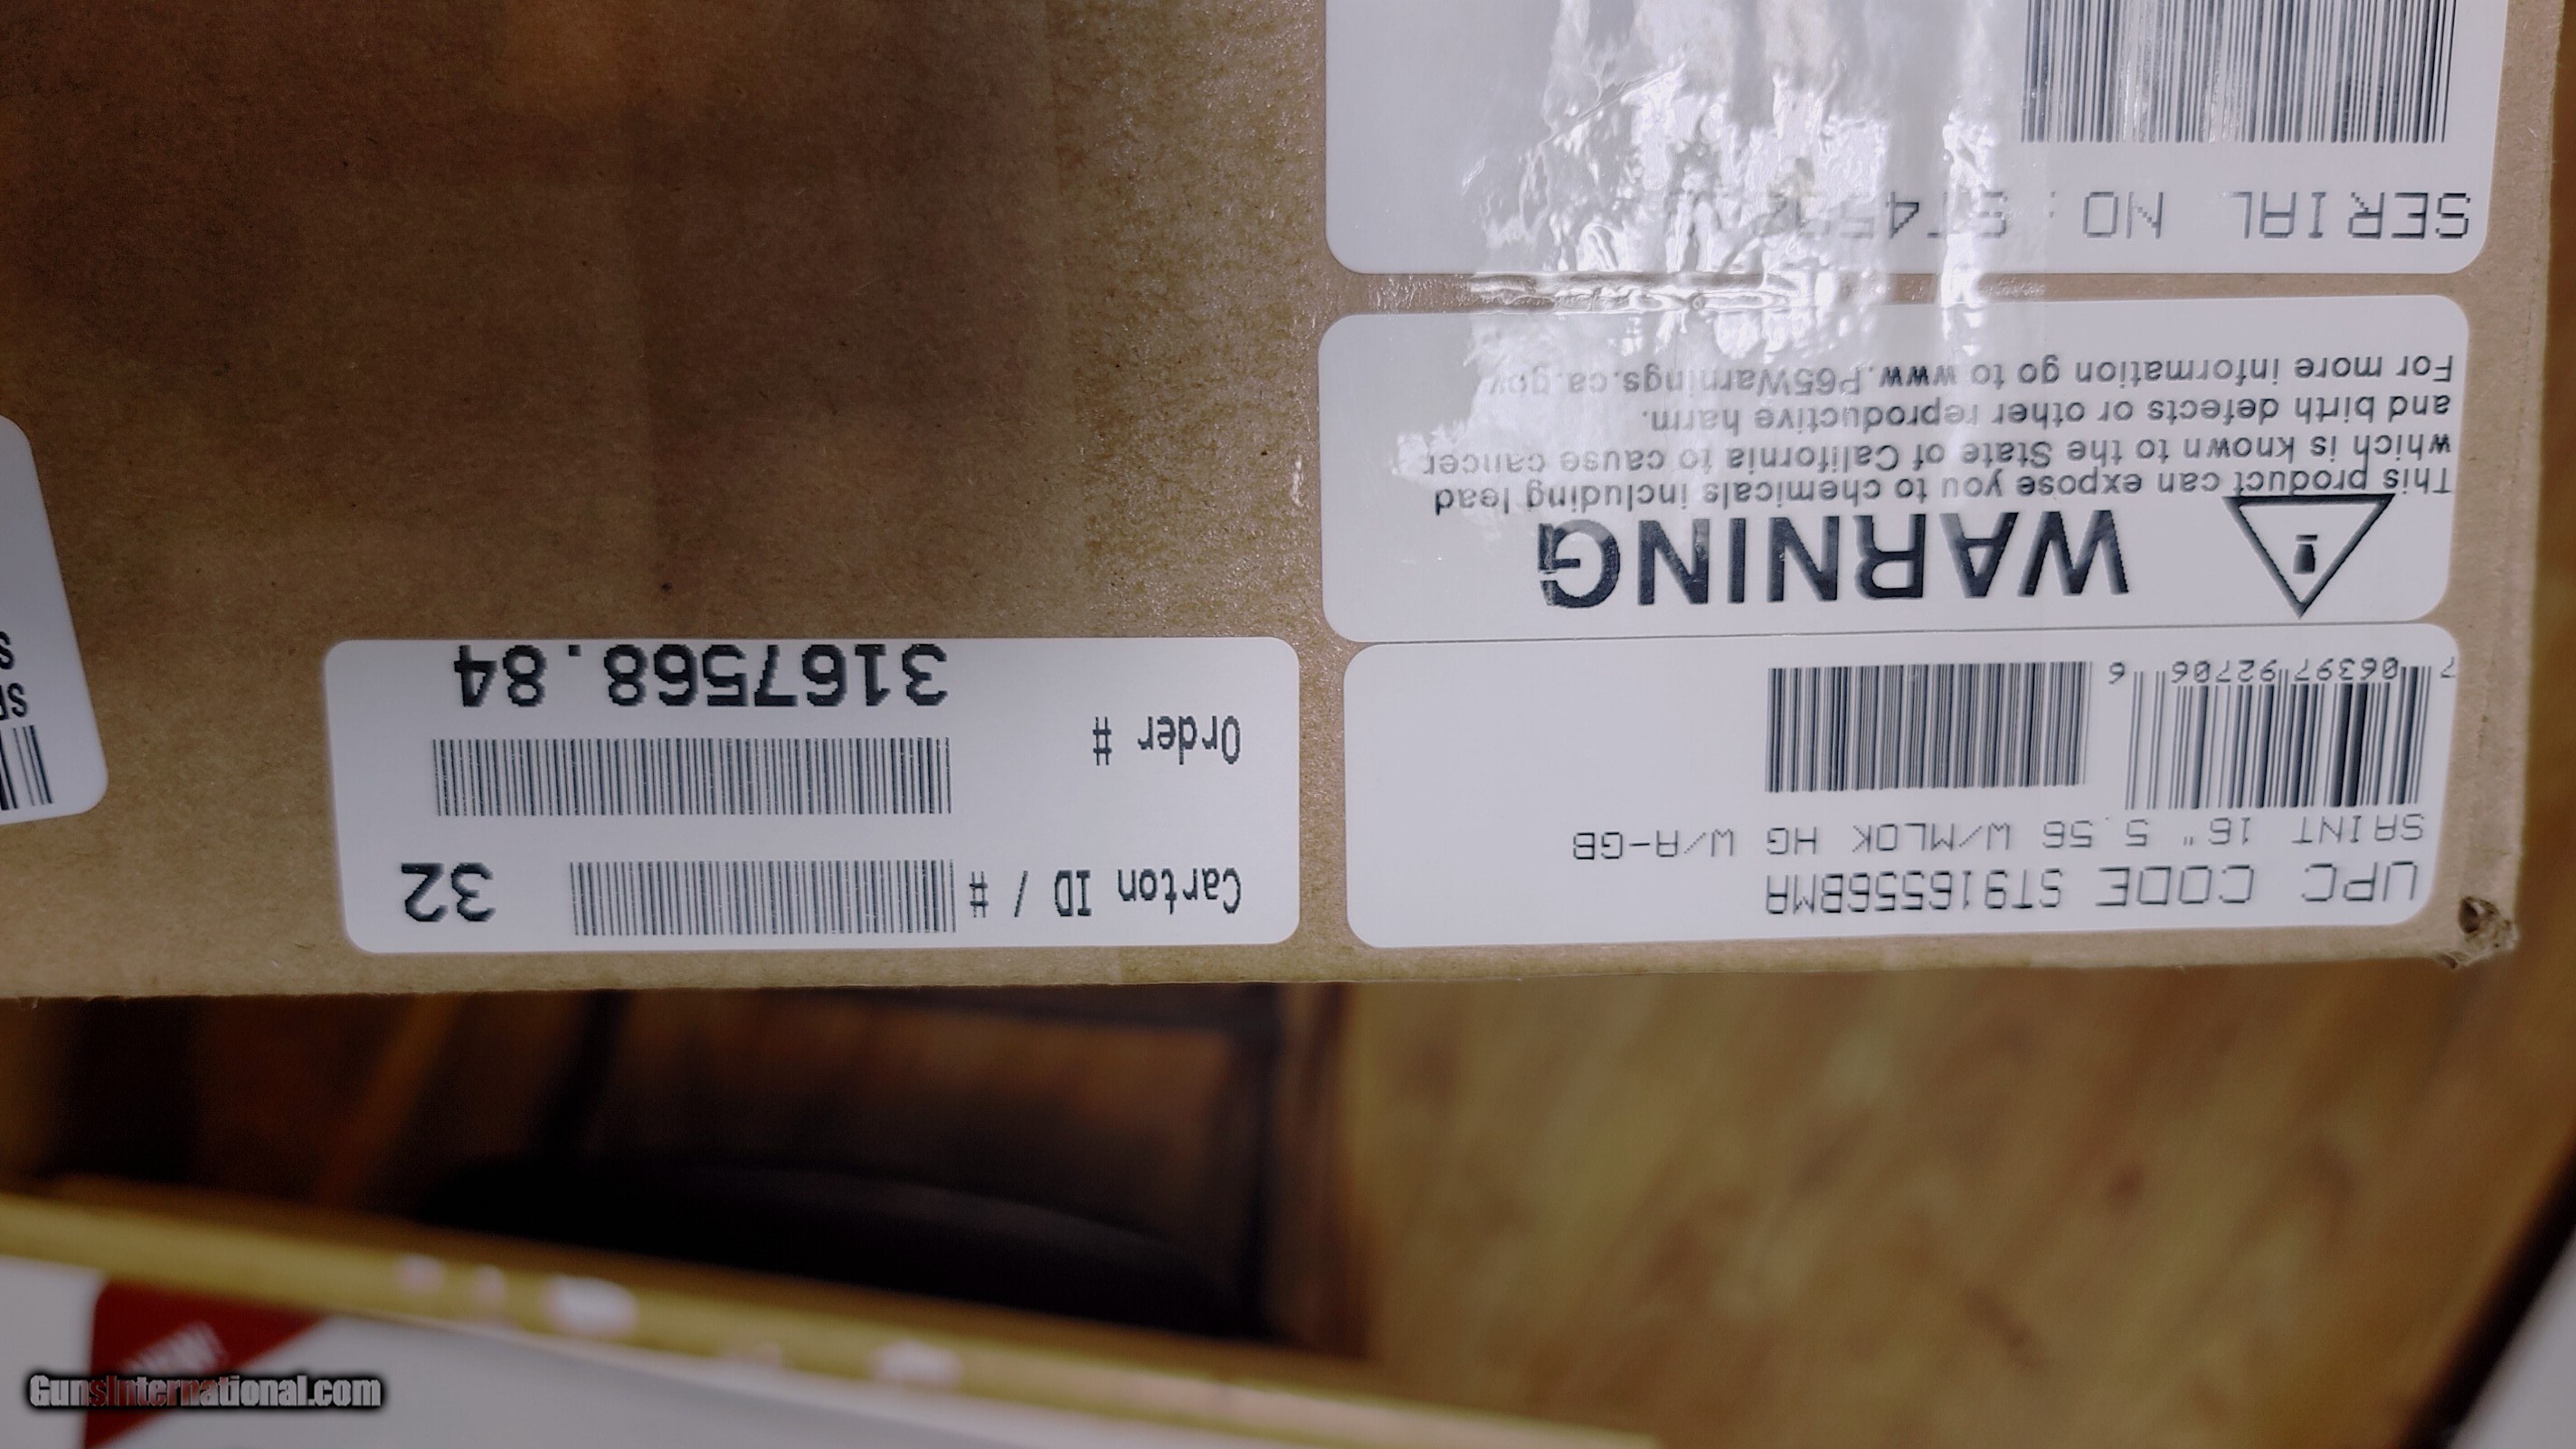 UPC CODE ST916556BMA
SAINT 16" 5.56 W/MLOK HG W/A-GB
7 06397 92706 6
WARNING
This product can expose you to chemicals including lead
which is known to the State of California to cause cancer
and birth defects or other reproductive harm.
For more information go to www.P65Warnings.ca.gov
SERIAL NO:
Carton ID / #
32
Order #
3167568.84
GunsInternational.com